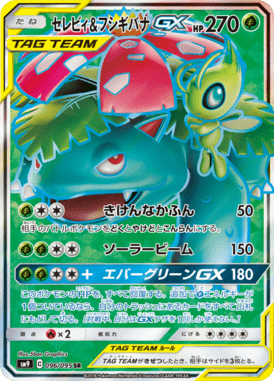 たね セレビィ&フシギバナGX HP270
TAG TEAM
きけんなかふん 50
相手のバトルポケモンをどくとやけどとこんらんにする。
ソーラービーム 150
+ エバーグリーンGX 180
×2
TAG TEAM ルール
Illus. 5ban Graphics
SM9 096/095 SR
TAG TEAMがきぜつしたとき、相手はサイドを3枚とる。